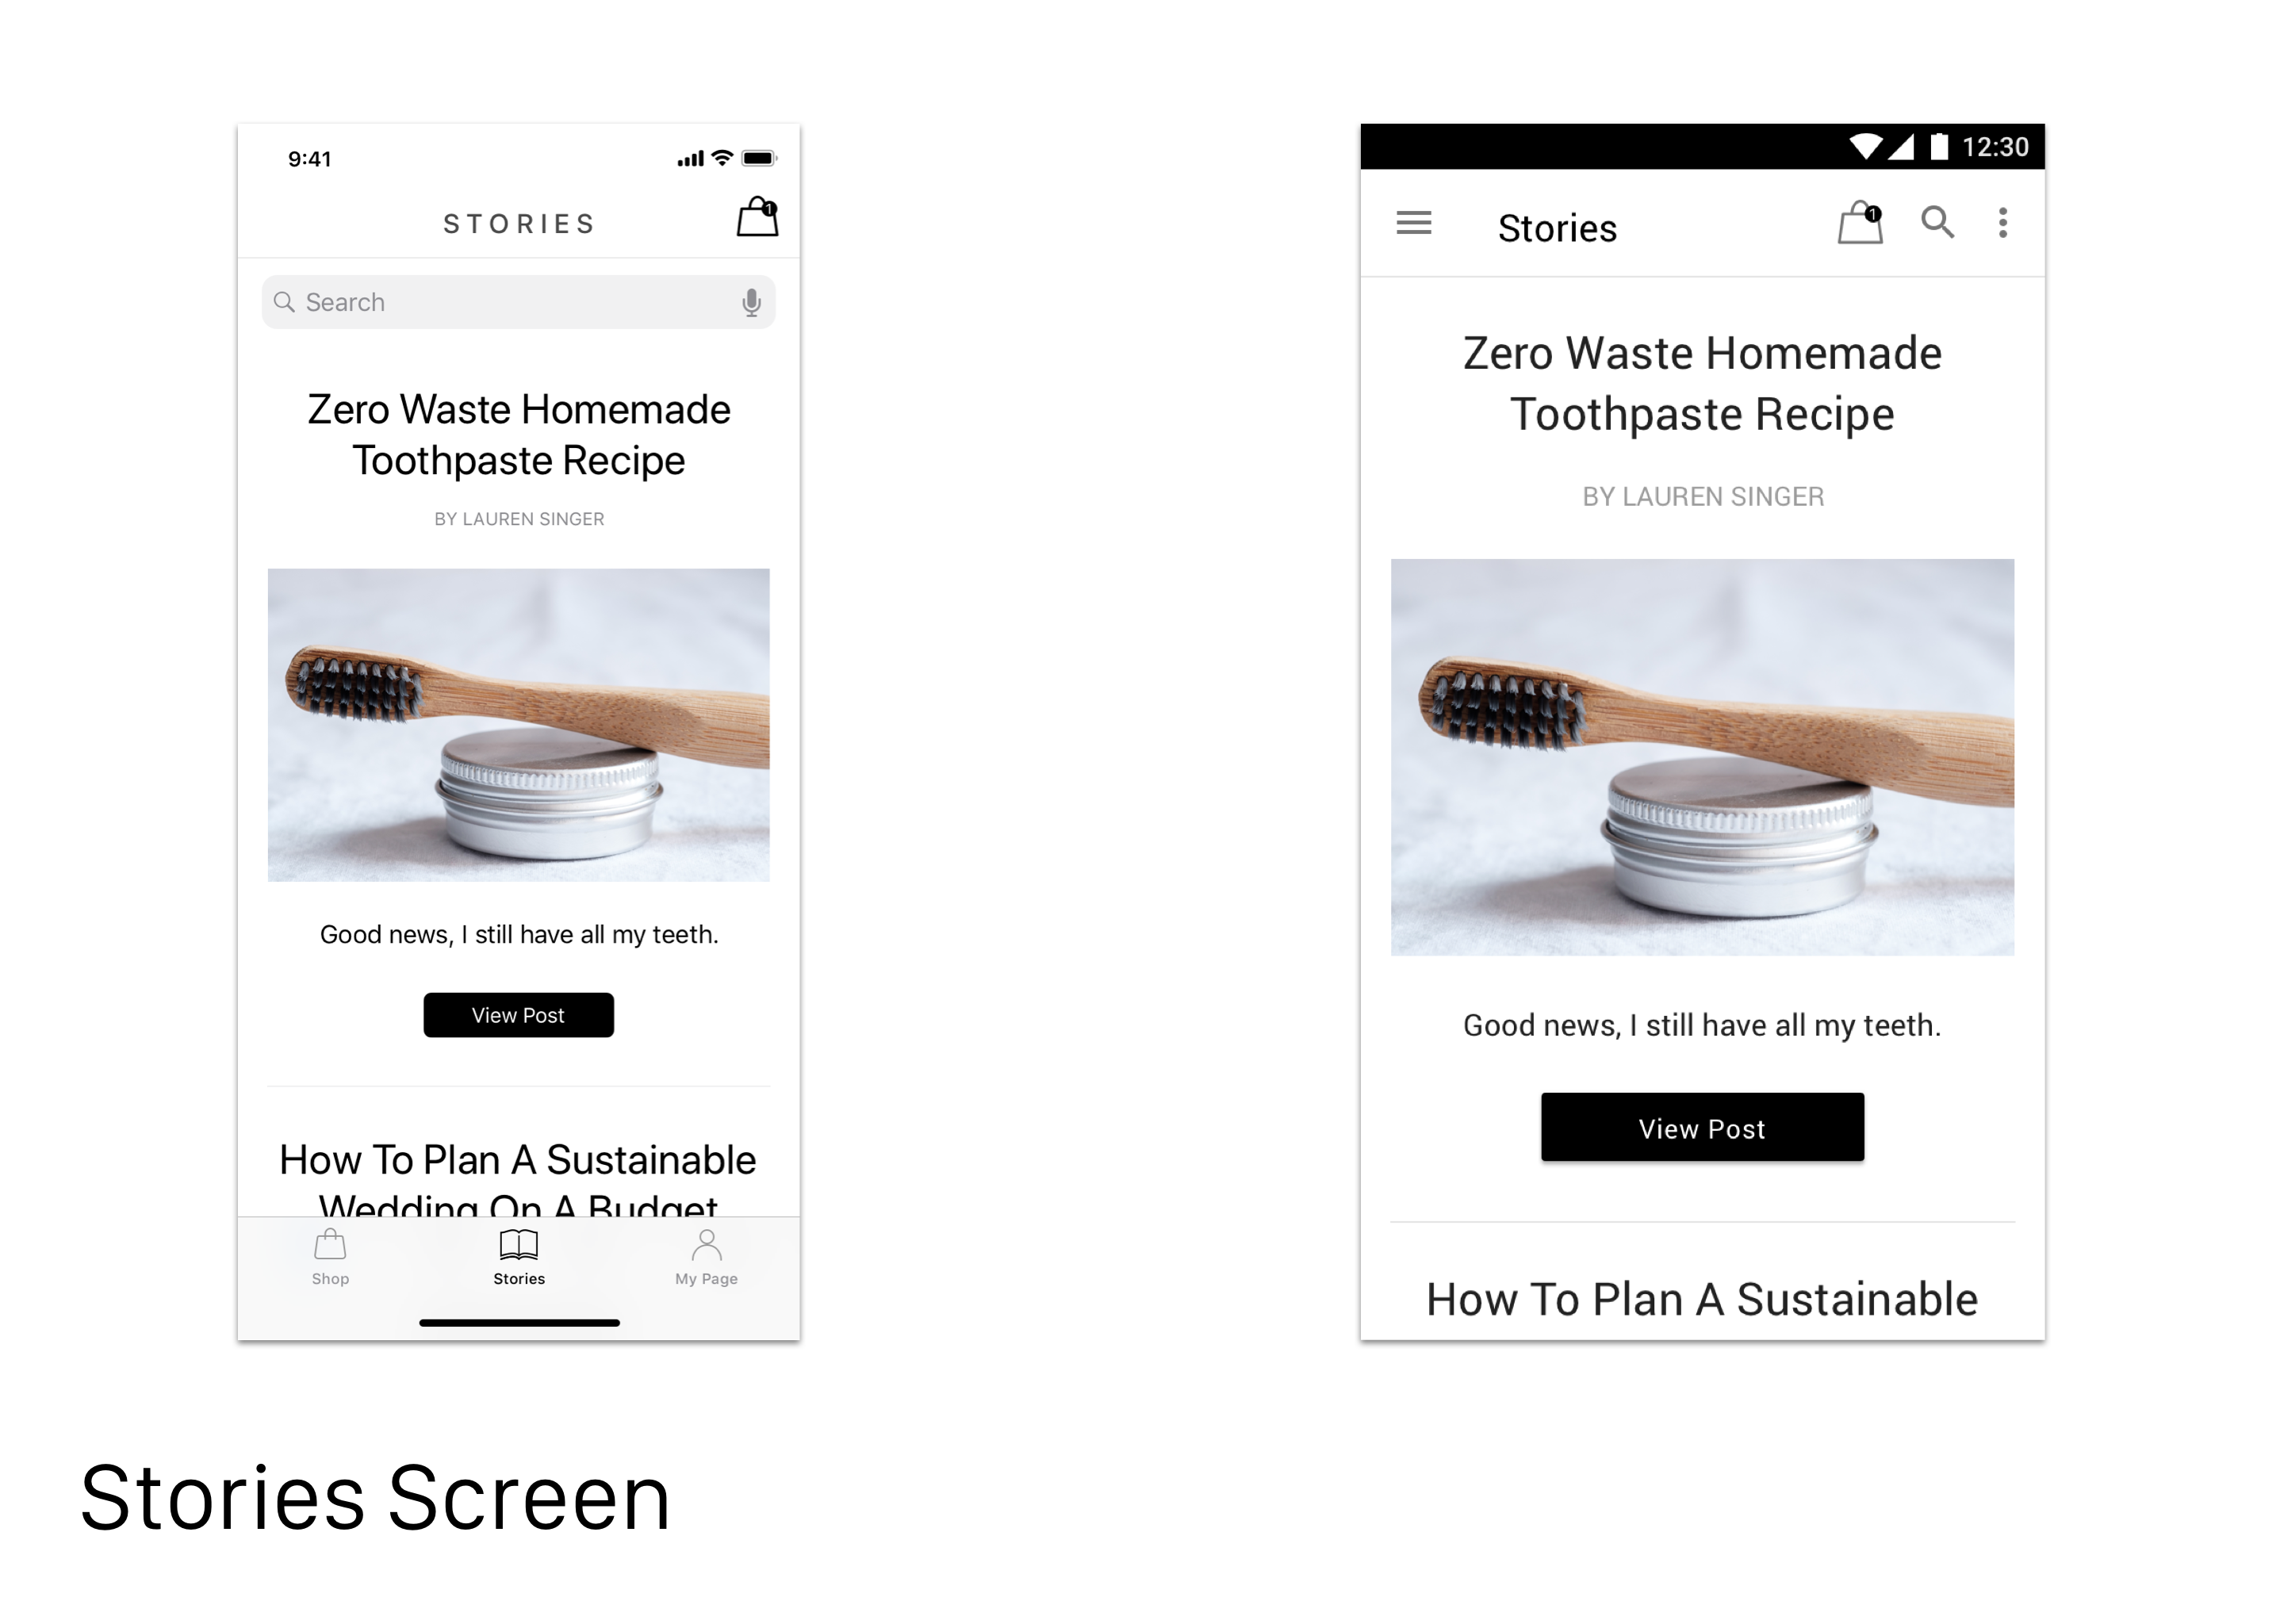 9:41
STORIES
1
Search
Zero Waste Homemade
Toothpaste Recipe
BY LAUREN SINGER
Good news, I still have all my teeth.
View Post
How To Plan A Sustainable
Wedding On A Budget
Shop
Stories
My Page
12:30
Stories
1
Zero Waste Homemade
Toothpaste Recipe
BY LAUREN SINGER
Good news, I still have all my teeth.
View Post
How To Plan A Sustainable
Stories Screen